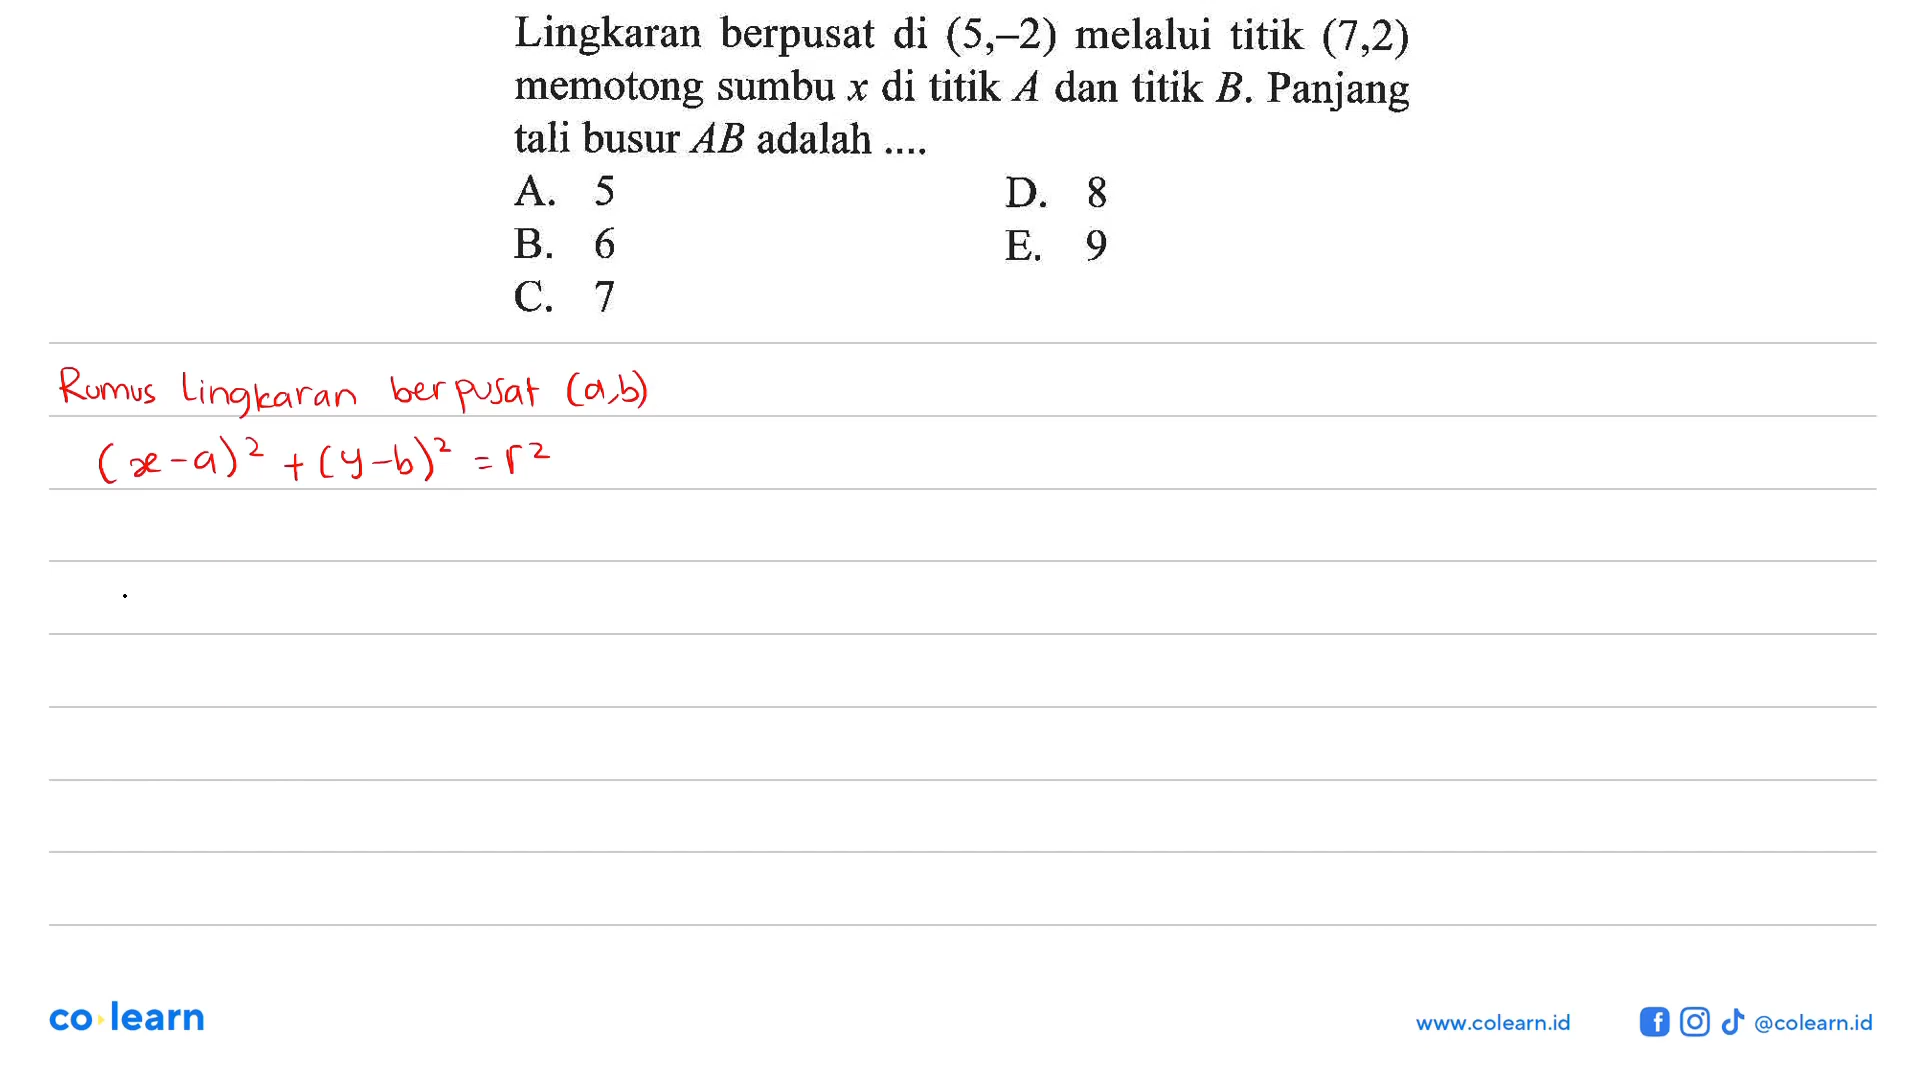 Lingkaran berpusat di (5,–2) melalui titik (7,2)
memotong sumbu x di titik A dan titik B. Panjang
tali busur AB adalah ....
A. 5
B. 6
C. 7
D. 8
E. 9
Rumus lingkaran berpusat (a,b)
(x-a)² + (y-b)² = r²
co learn
www.colearn.id
@colearn.id